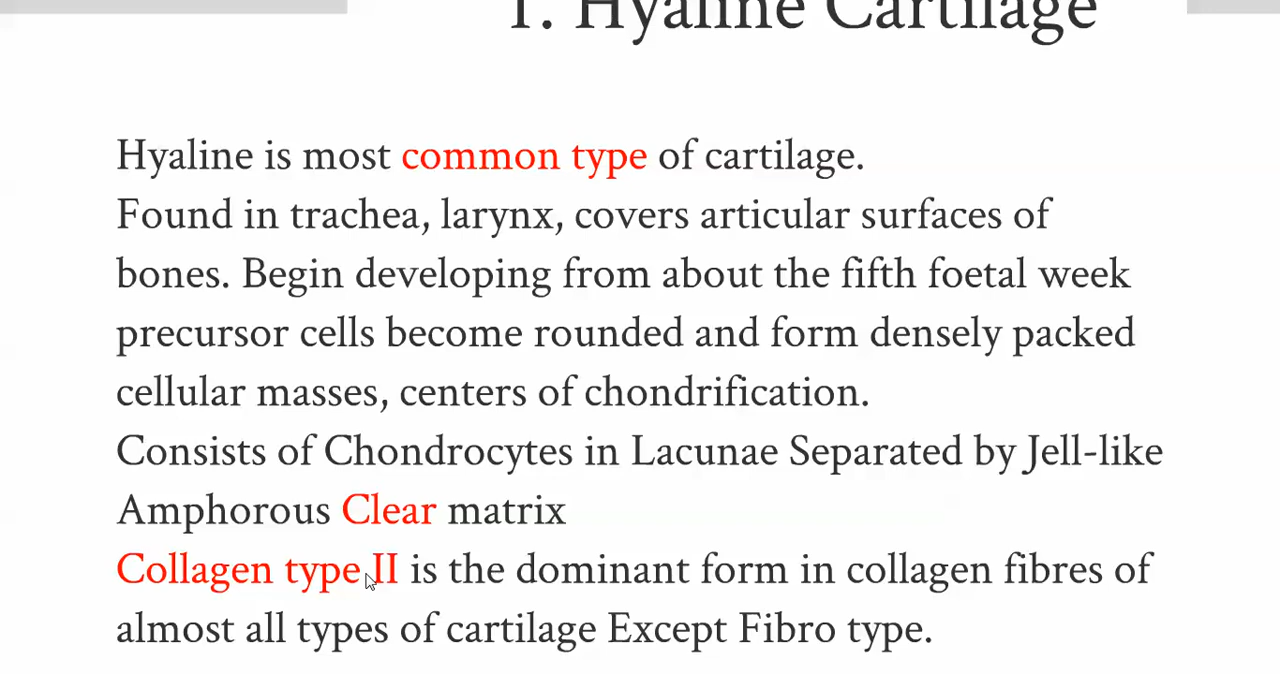 1. Hyaline Cartilage
Hyaline is most common type of cartilage.
Found in trachea, larynx, covers articular surfaces of
bones. Begin developing from about the fifth foetal week
precursor cells become rounded and form densely packed
cellular masses, centers of chondrification.
Consists of Chondrocytes in Lacunae Separated by Jell-like
Amphorous Clear matrix
Collagen type II is the dominant form in collagen fibres of
almost all types of cartilage Except Fibro type.